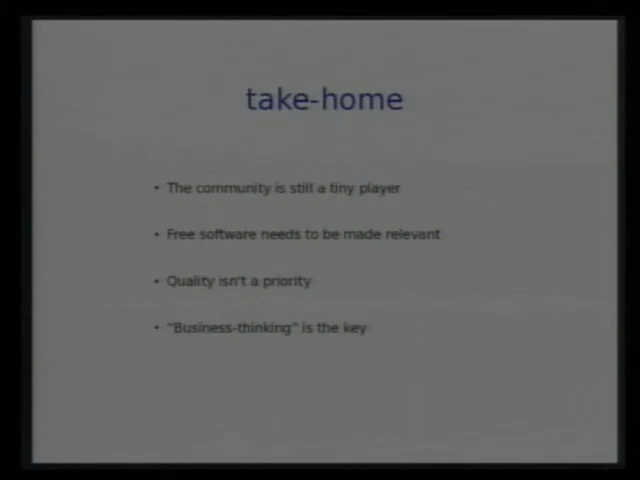 take-home
• The community is still a tiny player
• Free software needs to be made relevant
• Quality isn't a priority
• "Business-thinking" is the key